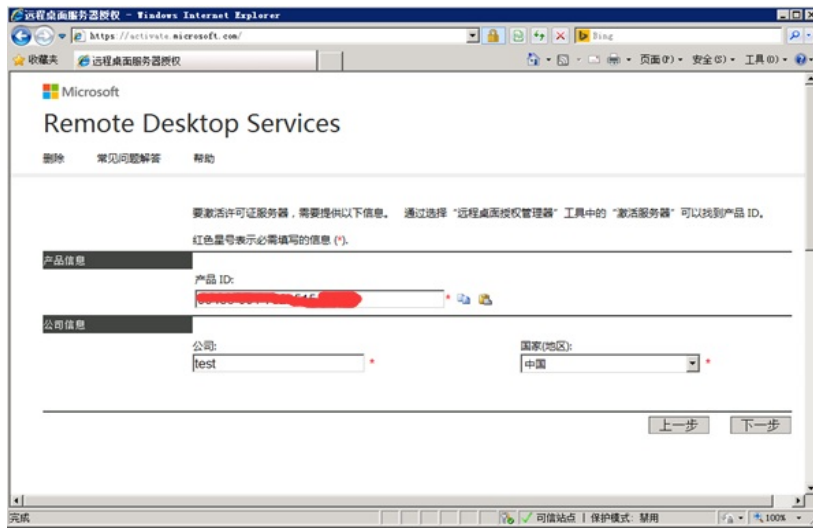 远程桌面服务器授权 - Windows Internet Explorer
https://activate.microsoft.com/
Bing
收藏夹 远程桌面服务器授权 页面(P) 安全(S) 工具(O)
Microsoft
Remote Desktop Services
删除 常见问题解答 帮助
要激活许可证服务器，需要提供以下信息。 通过选择“远程桌面授权管理器”工具中的“激活服务器”可以找到产品 ID。
红色星号表示必需填写的信息 (*).
产品信息
产品 ID:
*
公司信息
公司: 国家(地区):
test * 中国 *
上一步 下一步
完成 可信站点 | 保护模式: 禁用 100%